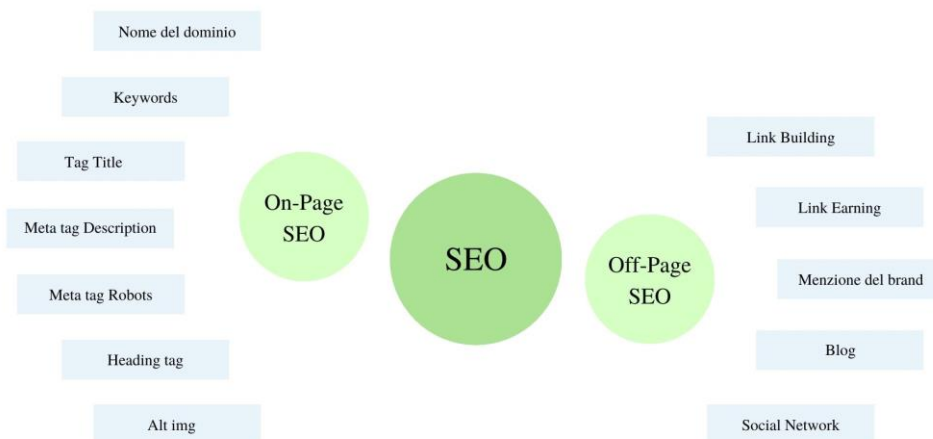 Nome del dominio
Keywords
Tag Title
Meta tag Description
Meta tag Robots
Heading tag
Alt img
On-Page
SEO
SEO
Off-Page
SEO
Link Building
Link Earning
Menzione del brand
Blog
Social Network